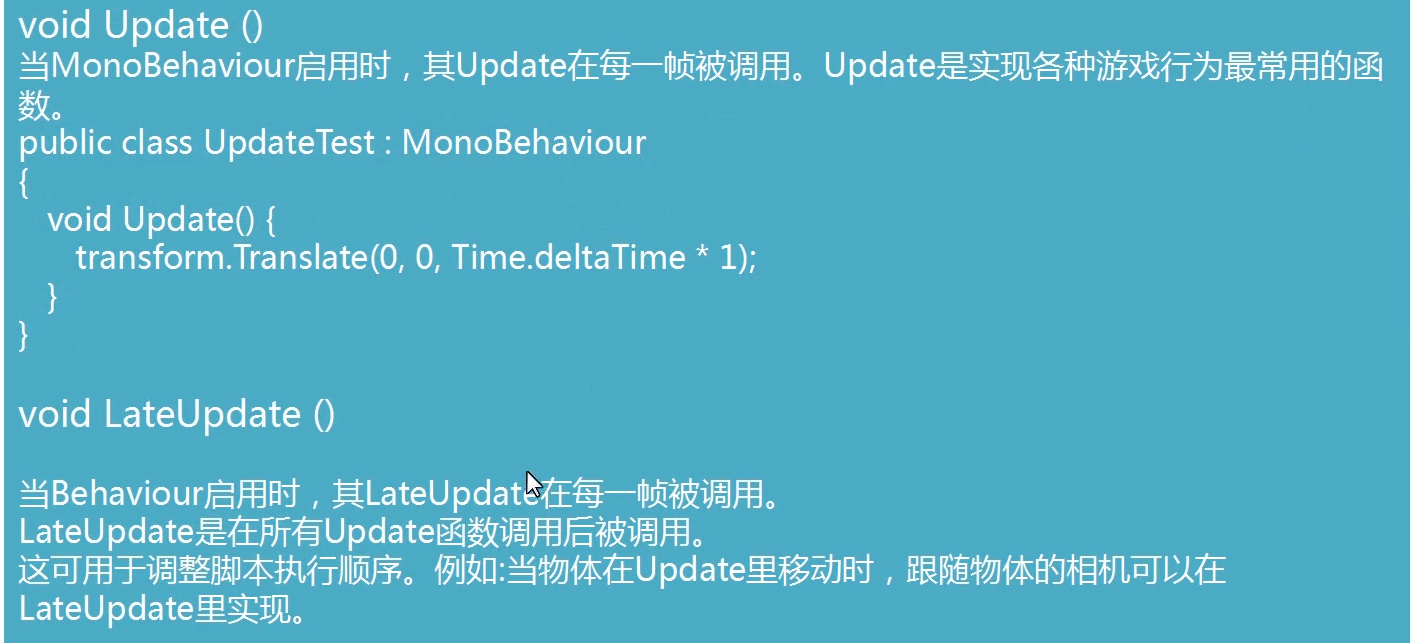 void Update ()
当MonoBehaviour启用时，其Update在每一帧被调用。Update是实现各种游戏行为最常用的函
数。
public class UpdateTest : MonoBehaviour
{
void Update() {
transform.Translate(0, 0, Time.deltaTime * 1);
}
}
void LateUpdate ()
当Behaviour启用时，其LateUpdate在每一帧被调用。
LateUpdate是在所有Update函数调用后被调用。
这可用于调整脚本执行顺序。例如:当物体在Update里移动时，跟随物体的相机可以在
LateUpdate里实现。